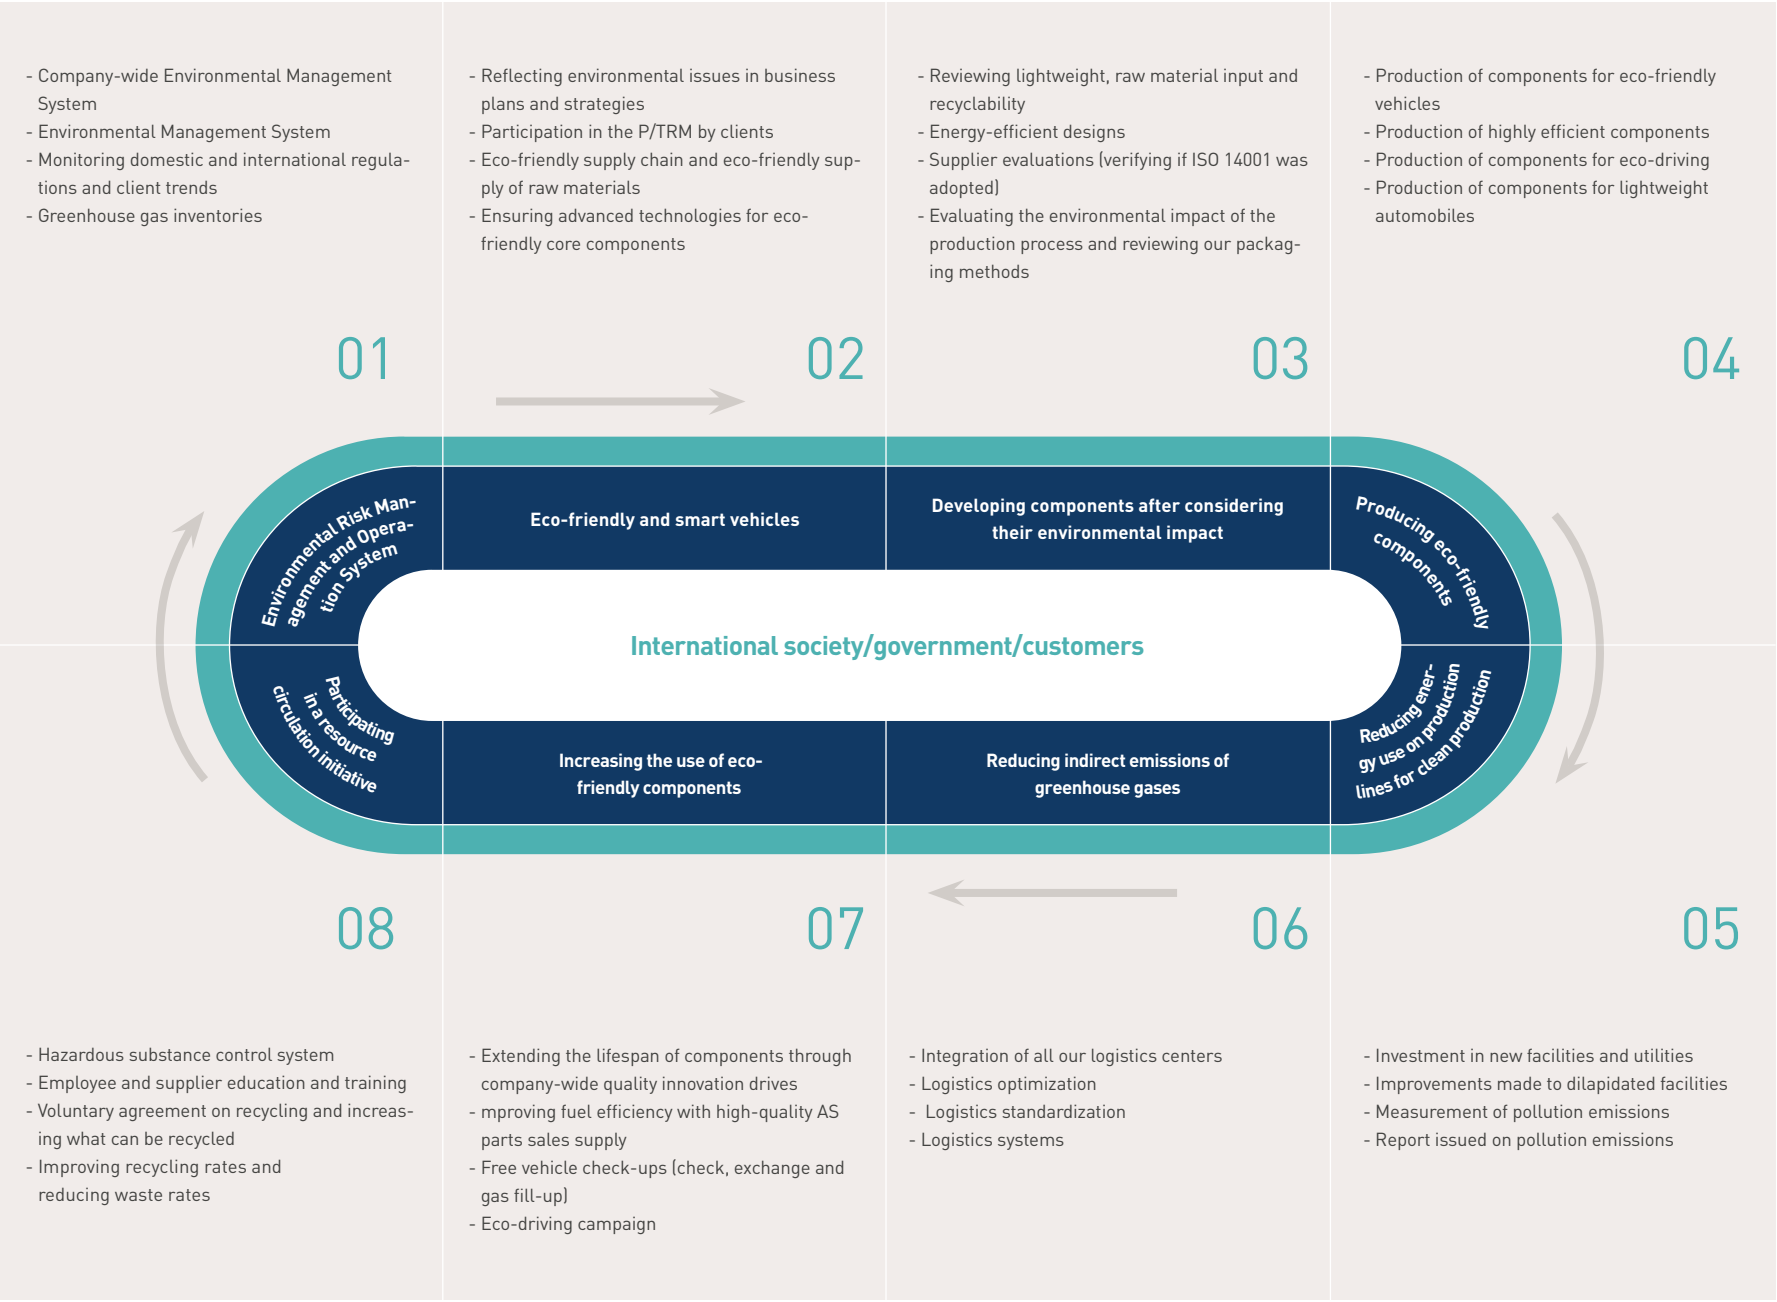 - Company-wide Environmental Management
System
- Environmental Management System
- Monitoring domestic and international regula-
tions and client trends
- Greenhouse gas inventories
- Reflecting environmental issues in business
plans and strategies
- Participation in the P/TRM by clients
- Eco-friendly supply chain and eco-friendly sup-
ply of raw materials
- Ensuring advanced technologies for eco-
friendly core components
- Reviewing lightweight, raw material input and
recyclability
- Energy-efficient designs
- Supplier evaluations (verifying if ISO 14001 was
adopted)
- Evaluating the environmental impact of the
production process and reviewing our packag-
ing methods
- Production of components for eco-friendly
vehicles
- Production of highly efficient components
- Production of components for eco-driving
- Production of components for lightweight
automobiles
01
02
03
04
Environmental Risk Man-
agement and Opera-
tion System
Eco-friendly and smart vehicles
Developing components after considering
their environmental impact
Producing eco-friendly
components
International society/government/customers
Participating
in a resource
circulation initiative
Increasing the use of eco-
friendly components
Reducing indirect emissions of
greenhouse gases
Reducing ener-
gy use on production
lines for clean production
08
07
06
05
- Hazardous substance control system
- Employee and supplier education and training
- Voluntary agreement on recycling and increas-
ing what can be recycled
- Improving recycling rates and
reducing waste rates
- Extending the lifespan of components through
company-wide quality innovation drives
- mproving fuel efficiency with high-quality AS
parts sales supply
- Free vehicle check-ups (check, exchange and
gas fill-up)
- Eco-driving campaign
- Integration of all our logistics centers
- Logistics optimization
- Logistics standardization
- Logistics systems
- Investment in new facilities and utilities
- Improvements made to dilapidated facilities
- Measurement of pollution emissions
- Report issued on pollution emissions